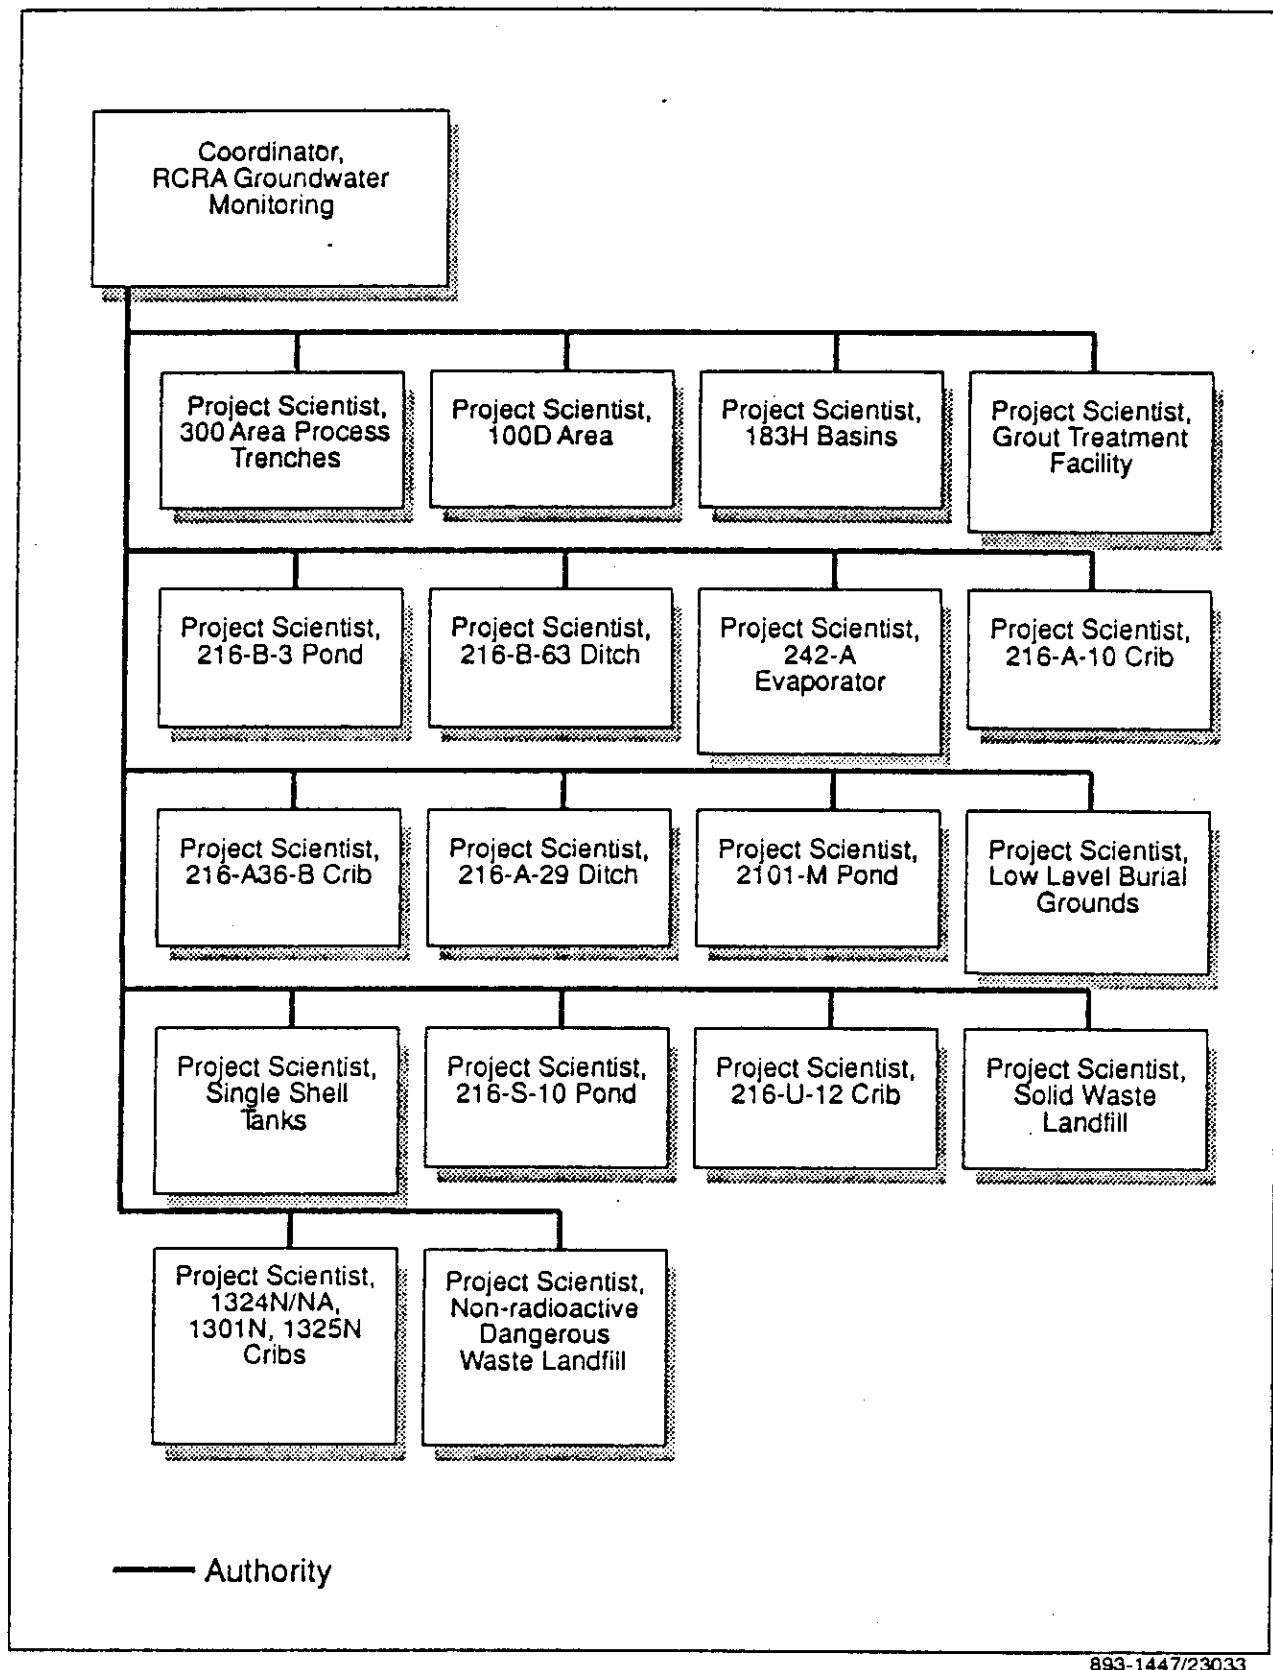 Coordinator,
RCRA Groundwater
Monitoring
Project Scientist,
300 Area Process
Trenches
Project Scientist,
100D Area
Project Scientist,
183H Basins
Project Scientist,
Grout Treatment
Facility
Project Scientist,
216-B-3 Pond
Project Scientist,
216-B-63 Ditch
Project Scientist,
242-A
Evaporator
Project Scientist,
216-A-10 Crib
Project Scientist,
216-A36-B Crib
Project Scientist,
216-A-29 Ditch
Project Scientist,
2101-M Pond
Project Scientist,
Low Level Burial
Grounds
Project Scientist,
Single Shell
Tanks
Project Scientist,
216-S-10 Pond
Project Scientist,
216-U-12 Crib
Project Scientist,
Solid Waste
Landfill
Project Scientist,
1324N/NA,
1301N, 1325N
Cribs
Project Scientist,
Non-radioactive
Dangerous
Waste Landfill
Authority
893-1447/23033